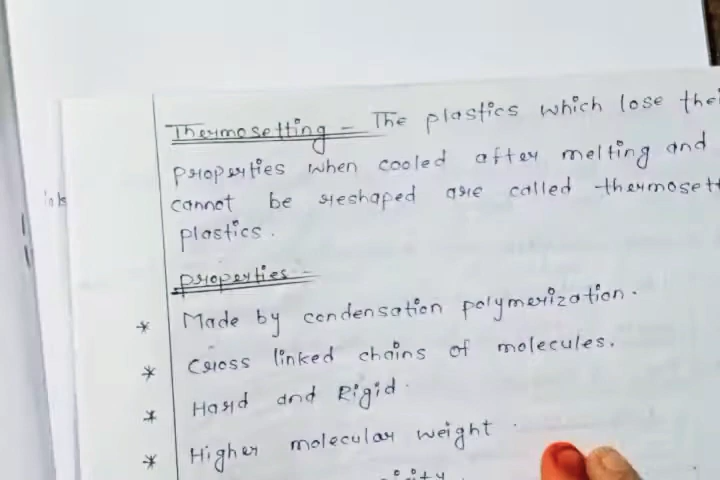 Thermosetting - The plastics which lose thei
properties when cooled after melting and
cannot be reshaped are called thermosett
plastics.
properties -
* Made by condensation polymerization.
* Cross linked chains of molecules.
* Hard and Rigid.
* Higher molecular weight.